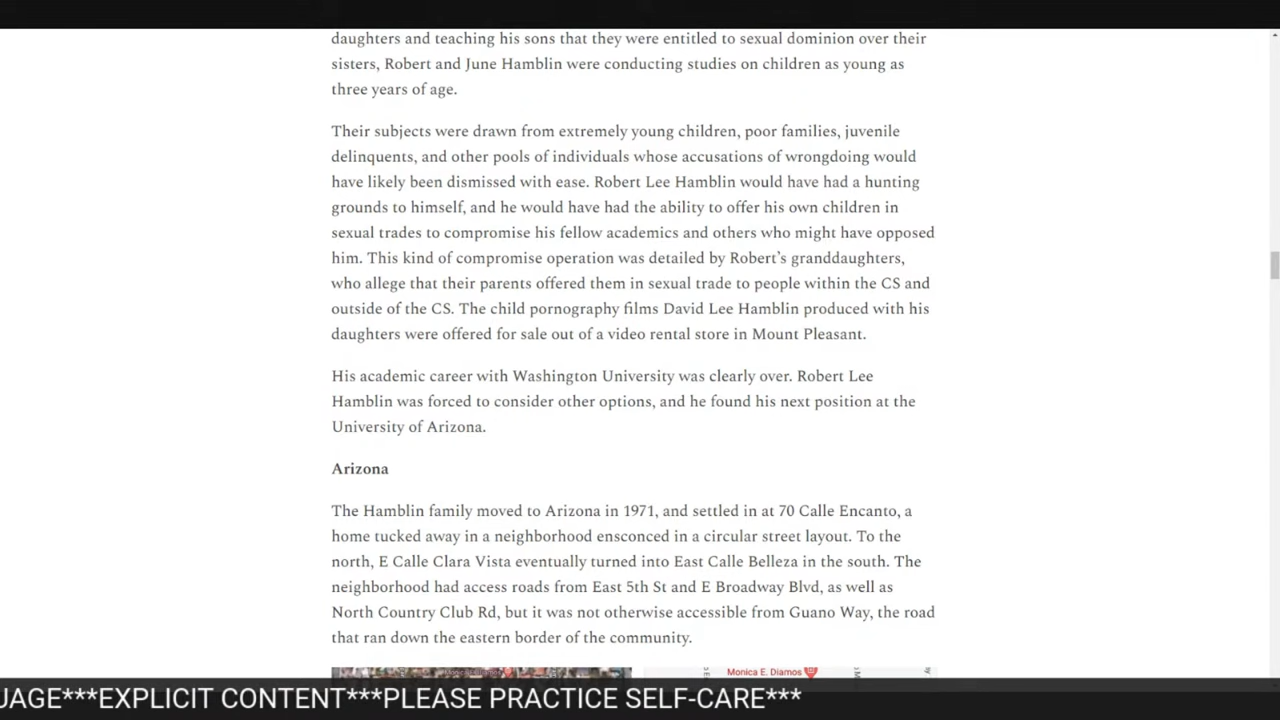 daughters and teaching his sons that they were entitled to sexual dominion over their
sisters, Robert and June Hamblin were conducting studies on children as young as
three years of age.
Their subjects were drawn from extremely young children, poor families, juvenile
delinquents, and other pools of individuals whose accusations of wrongdoing would
have likely been dismissed with ease. Robert Lee Hamblin would have had a hunting
grounds to himself, and he would have had the ability to offer his own children in
sexual trades to compromise his fellow academics and others who might have opposed
him. This kind of compromise operation was detailed by Robert's granddaughters,
who allege that their parents offered them in sexual trade to people within the CS and
outside of the CS. The child pornography films David Lee Hamblin produced with his
daughters were offered for sale out of a video rental store in Mount Pleasant.
His academic career with Washington University was clearly over. Robert Lee
Hamblin was forced to consider other options, and he found his next position at the
University of Arizona.
Arizona
The Hamblin family moved to Arizona in 1971, and settled in at 70 Calle Encanto, a
home tucked away in a neighborhood ensconced in a circular street layout. To the
north, E Calle Clara Vista eventually turned into East Calle Belleza in the south. The
neighborhood had access roads from East 5th St and E Broadway Blvd, as well as
North Country Club Rd, but it was not otherwise accessible from Guano Way, the road
that ran down the eastern border of the community.
Monica E. Diamos
UAGE***EXPLICIT CONTENT***PLEASE PRACTICE SELF-CARE***